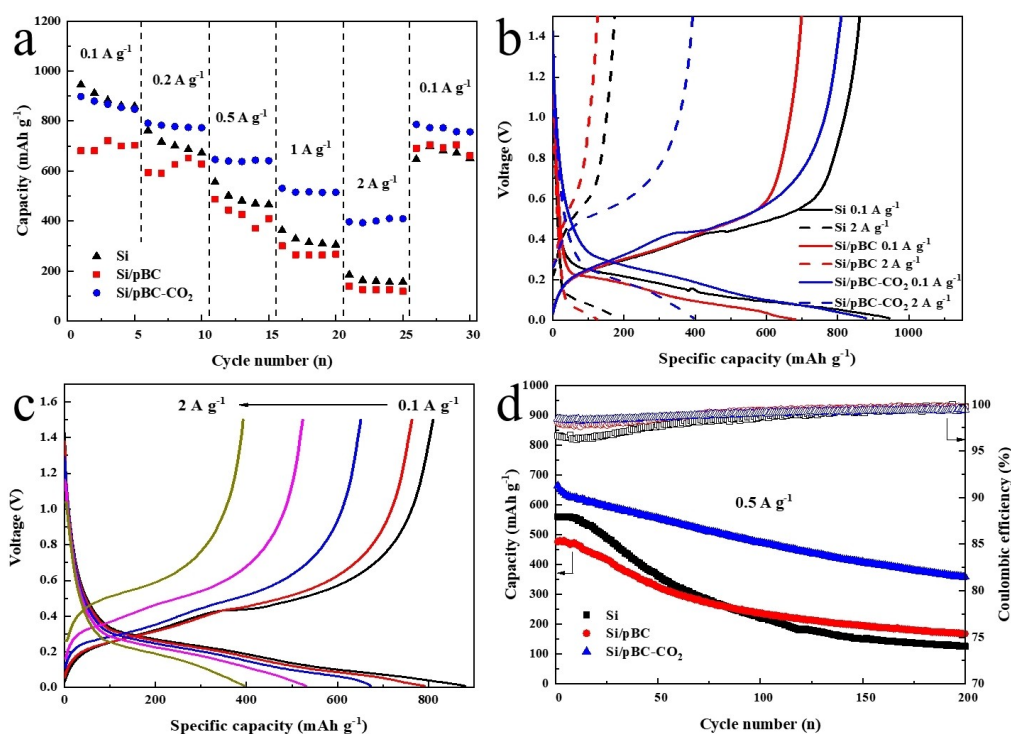 a
0.1 A g-1
0.2 A g-1
0.5 A g-1
1 A g-1
2 A g-1
0.1 A g-1
Si
Si/pBC
Si/pBC-CO2
1200
1000
800
600
400
200
0
0 5 10 15 20 25 30
Capacity (mAh g-1)
Cycle number (n)
b
1.4
1.2
1.0
0.8
0.6
0.4
0.2
0.0
0 200 400 600 800 1000
Voltage (V)
Specific capacity (mAh g-1)
Si 0.1 A g-1
Si 2 A g-1
Si/pBC 0.1 A g-1
Si/pBC 2 A g-1
Si/pBC-CO2 0.1 A g-1
Si/pBC-CO2 2 A g-1
c
2 A g-1
0.1 A g-1
1.6
1.4
1.2
1.0
0.8
0.6
0.4
0.2
0.0
0 200 400 600 800
Voltage (V)
Specific capacity (mAh g-1)
d
0.5 A g-1
Si
Si/pBC
Si/pBC-CO2
1000
900
800
700
600
500
400
300
200
100
0
100
95
90
85
80
75
70
0 50 100 150 200
Capacity (mAh g-1)
Coulombic efficiency (%)
Cycle number (n)